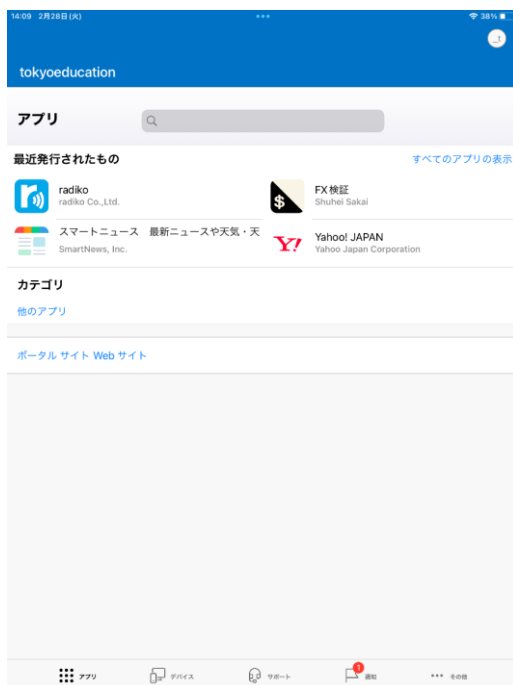 14:09 2月28日(火)
38%
_t
tokyoeducation
アプリ
最近発行されたもの
すべてのアプリの表示
radiko
radiko Co.,Ltd.
FX検証
Shuhei Sakai
スマートニュース 最新ニュースや天気・天
SmartNews, Inc.
Yahoo! JAPAN
Yahoo Japan Corporation
カテゴリ
他のアプリ
ポータル サイト Web サイト
アプリ
デバイス
サポート
1
通知
その他